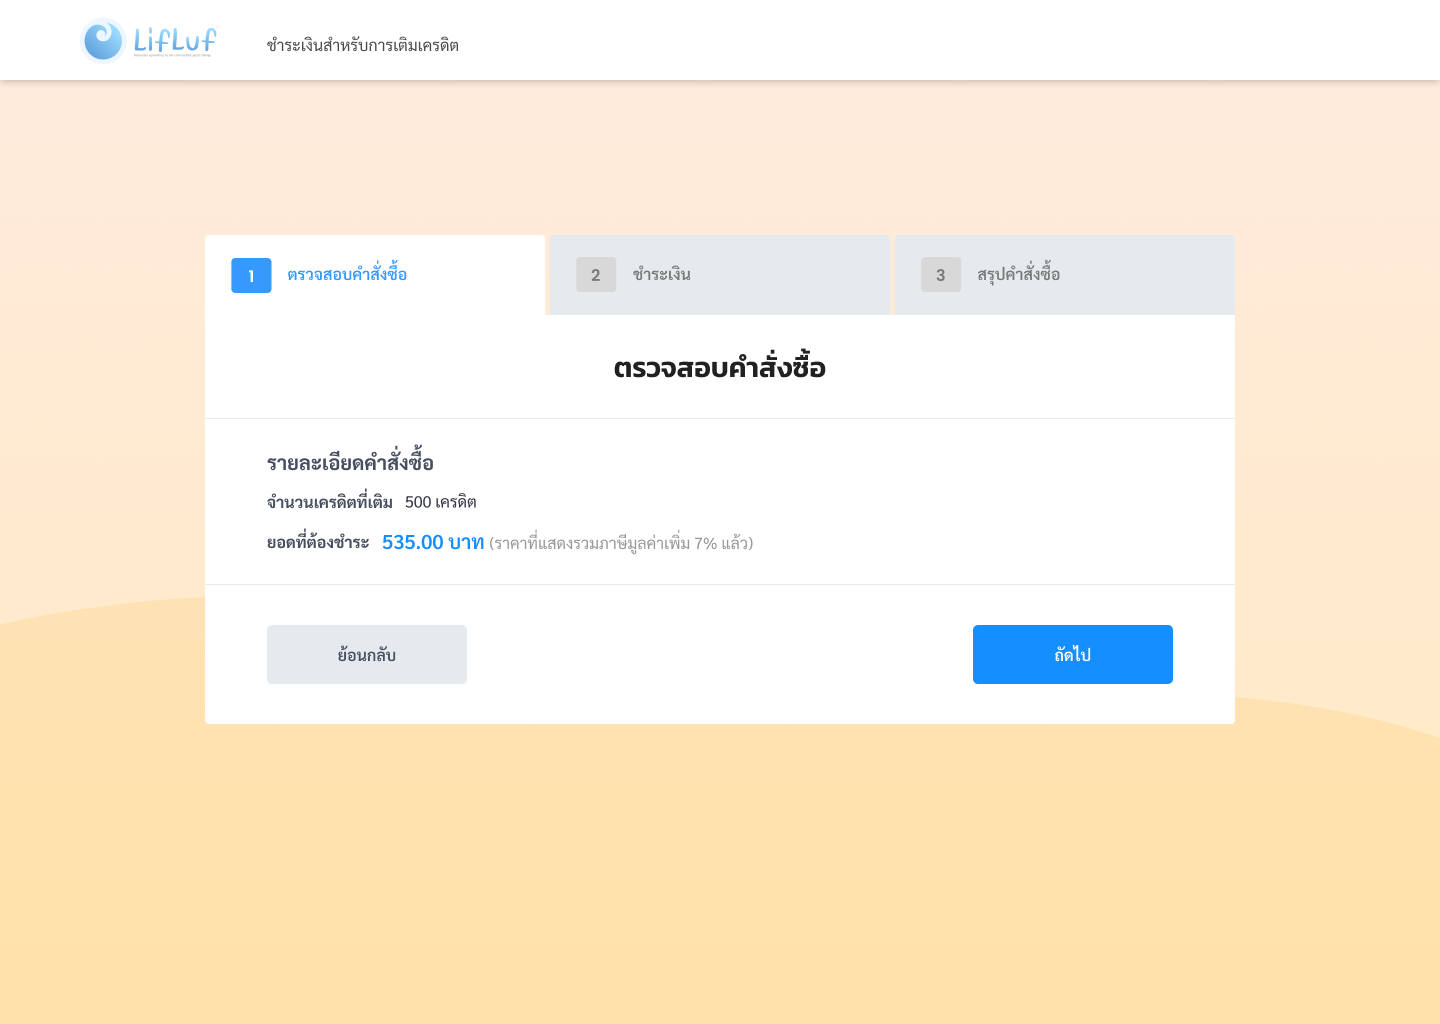 LifLuf
ชำระเงินสำหรับการเติมเครดิต
1 ตรวจสอบคำสั่งซื้อ
2 ชำระเงิน
3 สรุปคำสั่งซื้อ
ตรวจสอบคำสั่งซื้อ
รายละเอียดคำสั่งซื้อ
จำนวนเครดิตที่เติม 500 เครดิต
ยอดที่ต้องชำระ 535.00 บาท (ราคาที่แสดงรวมภาษีมูลค่าเพิ่ม 7% แล้ว)
ย้อนกลับ
ถัดไป